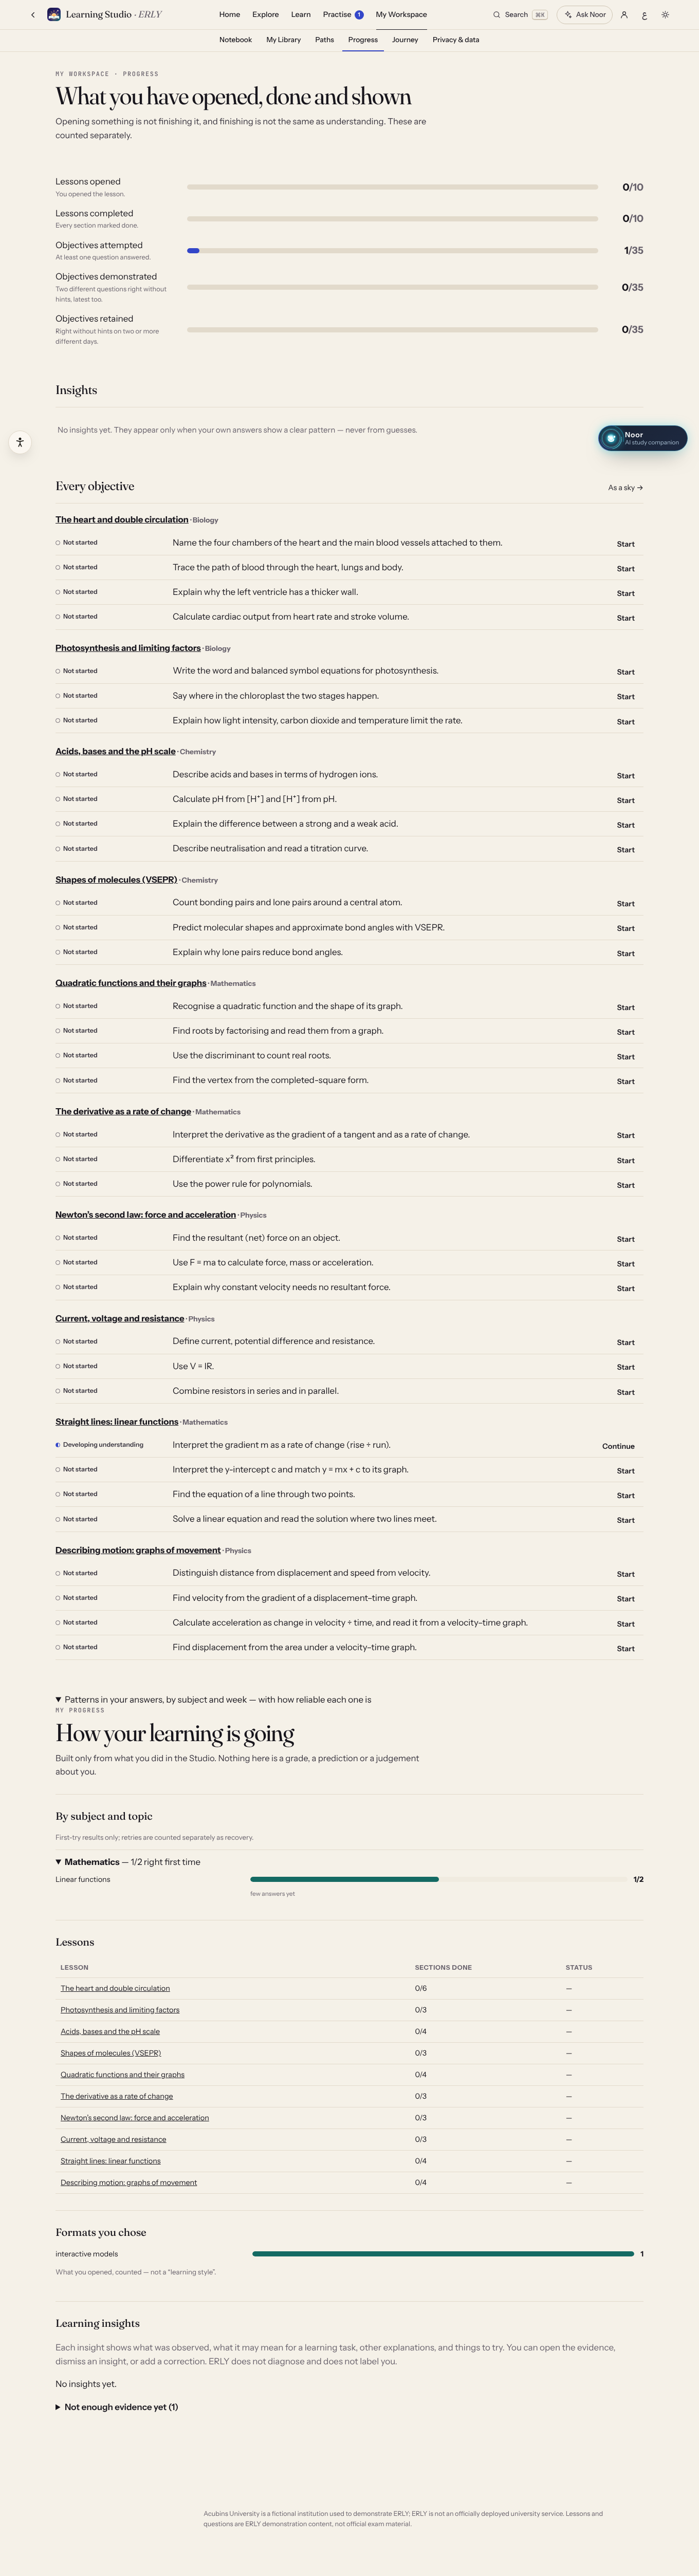 Learning Studio · ERLY
Home Explore Learn Practise 1 My Workspace
Search ⌘K Ask Noor ع
Notebook My Library Paths Progress Journey Privacy & data
MY WORKSPACE · PROGRESS
What you have opened, done and shown
Opening something is not finishing it, and finishing is not the same as understanding. These are
counted separately.
Lessons opened
You opened the lesson.
0/10
Lessons completed
Every section marked done.
0/10
Objectives attempted
At least one question answered.
1/35
Objectives demonstrated
Two different questions right without
hints, latest too.
0/35
Objectives retained
Right without hints on two or more
different days.
0/35
Insights
No insights yet. They appear only when your own answers show a clear pattern — never from guesses.
Noor
AI study companion
Every objective
As a sky →
The heart and double circulation · Biology
Not started Name the four chambers of the heart and the main blood vessels attached to them. Start
Not started Trace the path of blood through the heart, lungs and body. Start
Not started Explain why the left ventricle has a thicker wall. Start
Not started Calculate cardiac output from heart rate and stroke volume. Start
Photosynthesis and limiting factors · Biology
Not started Write the word and balanced symbol equations for photosynthesis. Start
Not started Say where in the chloroplast the two stages happen. Start
Not started Explain how light intensity, carbon dioxide and temperature limit the rate. Start
Acids, bases and the pH scale · Chemistry
Not started Describe acids and bases in terms of hydrogen ions. Start
Not started Calculate pH from [H⁺] and [H⁺] from pH. Start
Not started Explain the difference between a strong and a weak acid. Start
Not started Describe neutralisation and read a titration curve. Start
Shapes of molecules (VSEPR) · Chemistry
Not started Count bonding pairs and lone pairs around a central atom. Start
Not started Predict molecular shapes and approximate bond angles with VSEPR. Start
Not started Explain why lone pairs reduce bond angles. Start
Quadratic functions and their graphs · Mathematics
Not started Recognise a quadratic function and the shape of its graph. Start
Not started Find roots by factorising and read them from a graph. Start
Not started Use the discriminant to count real roots. Start
Not started Find the vertex from the completed-square form. Start
The derivative as a rate of change · Mathematics
Not started Interpret the derivative as the gradient of a tangent and as a rate of change. Start
Not started Differentiate x² from first principles. Start
Not started Use the power rule for polynomials. Start
Newton's second law: force and acceleration · Physics
Not started Find the resultant (net) force on an object. Start
Not started Use F = ma to calculate force, mass or acceleration. Start
Not started Explain why constant velocity needs no resultant force. Start
Current, voltage and resistance · Physics
Not started Define current, potential difference and resistance. Start
Not started Use V = IR. Start
Not started Combine resistors in series and in parallel. Start
Straight lines: linear functions · Mathematics
Developing understanding Interpret the gradient m as a rate of change (rise ÷ run). Continue
Not started Interpret the y-intercept c and match y = mx + c to its graph. Start
Not started Find the equation of a line through two points. Start
Not started Solve a linear equation and read the solution where two lines meet. Start
Describing motion: graphs of movement · Physics
Not started Distinguish distance from displacement and speed from velocity. Start
Not started Find velocity from the gradient of a displacement–time graph. Start
Not started Calculate acceleration as change in velocity ÷ time, and read it from a velocity–time graph. Start
Not started Find displacement from the area under a velocity–time graph. Start
▼ Patterns in your answers, by subject and week — with how reliable each one is
MY PROGRESS
How your learning is going
Built only from what you did in the Studio. Nothing here is a grade, a prediction or a judgement
about you.
By subject and topic
First-try results only; retries are counted separately as recovery.
▼ Mathematics — 1/2 right first time
Linear functions 1/2
few answers yet
Lessons
LESSON SECTIONS DONE STATUS
The heart and double circulation 0/6 —
Photosynthesis and limiting factors 0/3 —
Acids, bases and the pH scale 0/4 —
Shapes of molecules (VSEPR) 0/3 —
Quadratic functions and their graphs 0/4 —
The derivative as a rate of change 0/3 —
Newton's second law: force and acceleration 0/3 —
Current, voltage and resistance 0/3 —
Straight lines: linear functions 0/4 —
Describing motion: graphs of movement 0/4 —
Formats you chose
interactive models 1
What you opened, counted — not a "learning style".
Learning insights
Each insight shows what was observed, what it may mean for a learning task, other explanations, and things to try. You can open the evidence,
dismiss an insight, or add a correction. ERLY does not diagnose and does not label you.
No insights yet.
▶ Not enough evidence yet (1)
Acubins University is a fictional institution used to demonstrate ERLY; ERLY is not an officially deployed university service. Lessons and
questions are ERLY demonstration content, not official exam material.